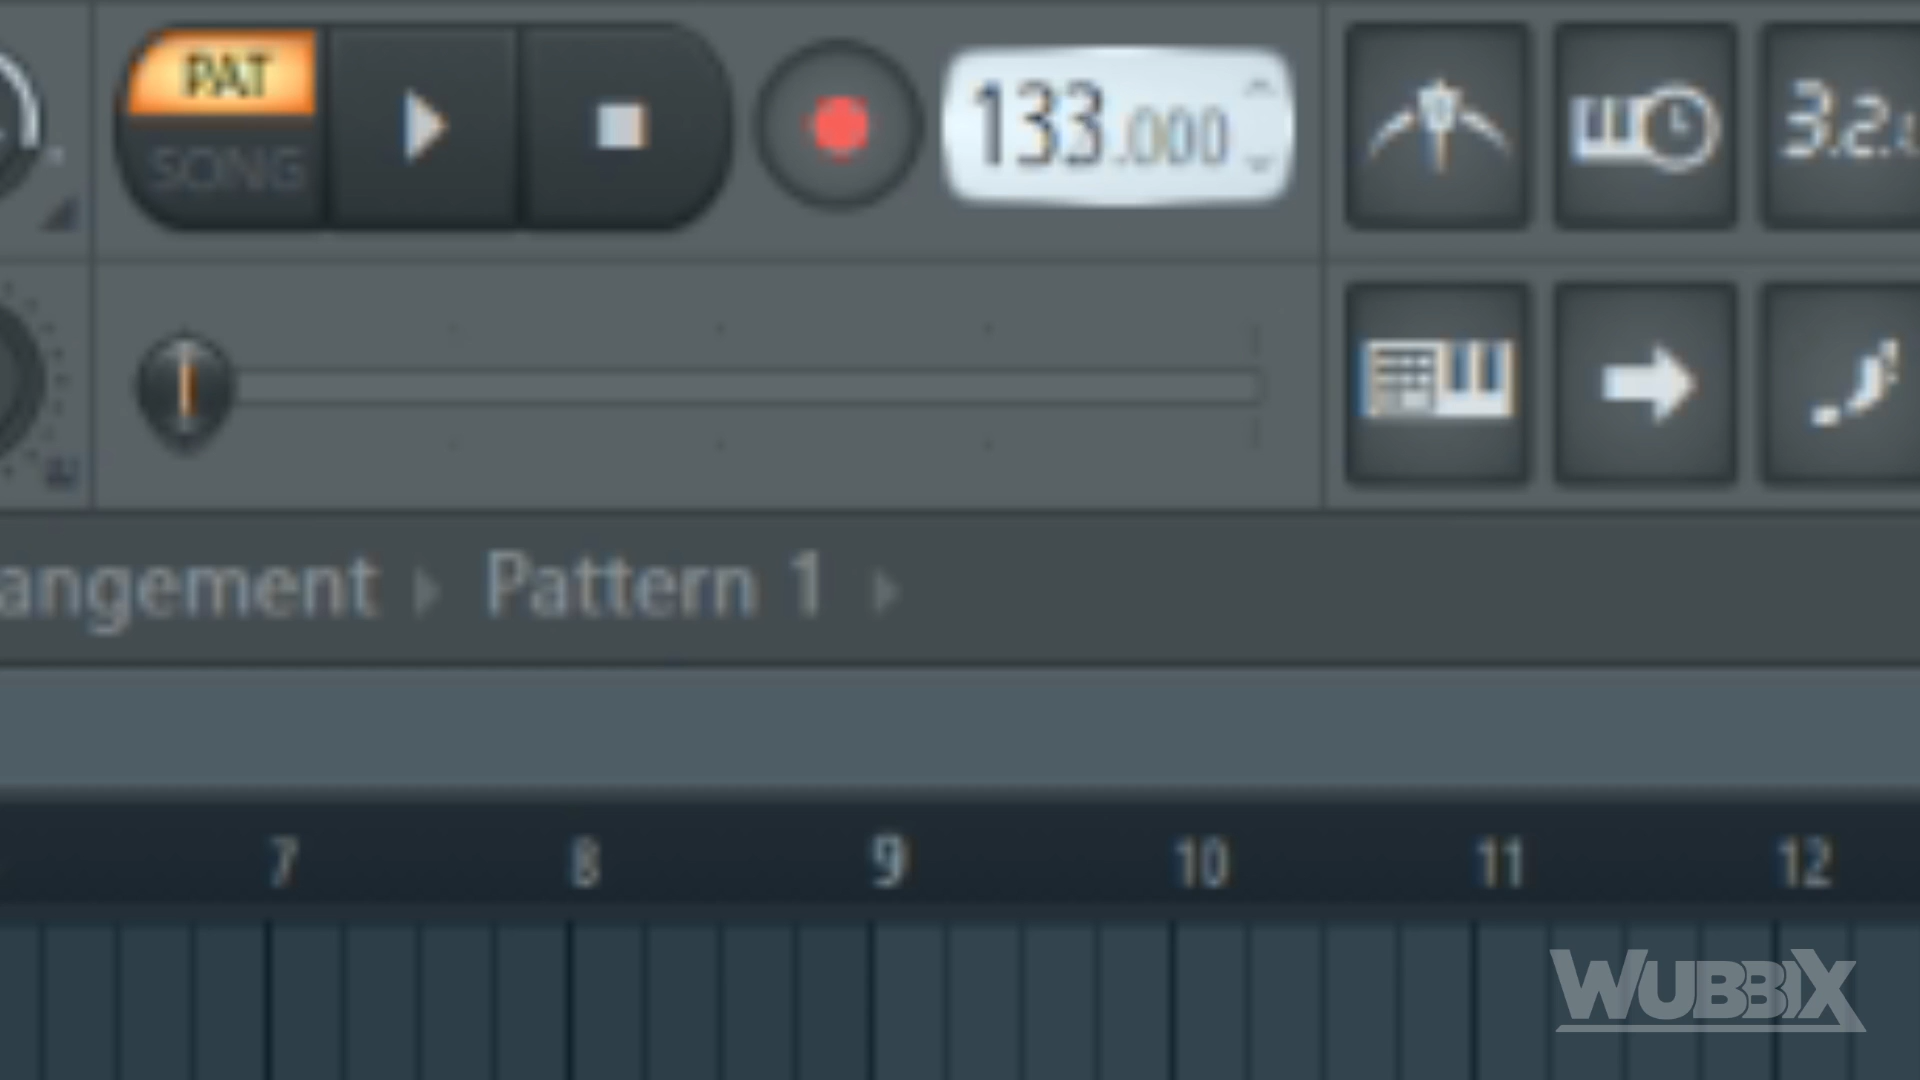 PAT
SONG
133.000
3.2.
angement
Pattern 1
7 8 9 10 11 12
WUBBIX